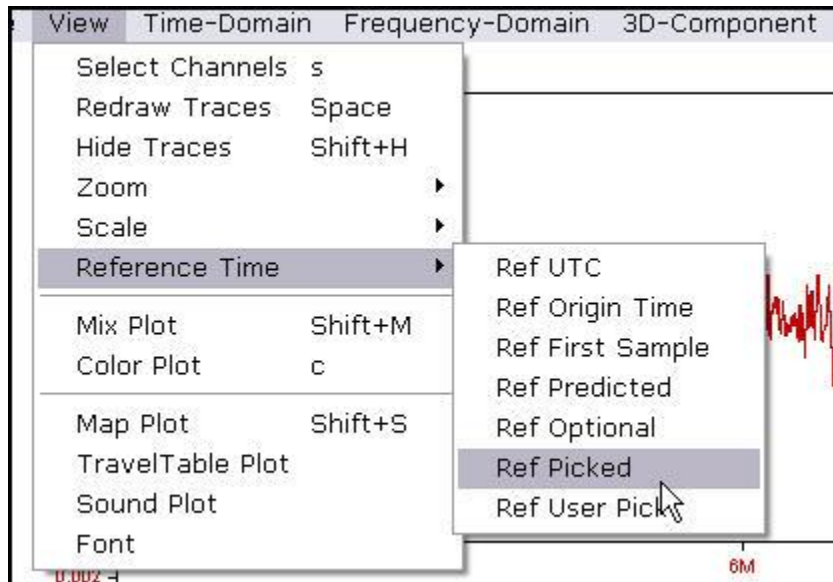 View Time-Domain Frequency-Domain 3D-Component
Select Channels s
Redraw Traces Space
Hide Traces Shift+H
Zoom
Scale
Reference Time
Mix Plot Shift+M
Color Plot c
Map Plot Shift+S
TravelTable Plot
Sound Plot
Font
Ref UTC
Ref Origin Time
Ref First Sample
Ref Predicted
Ref Optional
Ref Picked
Ref User Pick
6M
0.002